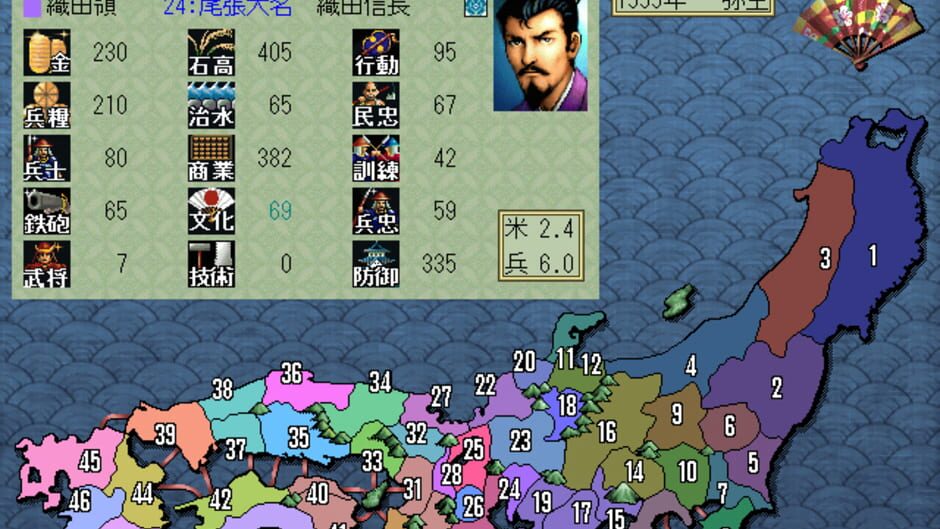 織田領 24:尾張大名 織田信長
金 230 石高 405 行動 95
兵糧 210 治水 65 民忠 67
兵士 80 商業 382 訓練 42
鉄砲 65 文化 69 兵忠 59
武将 7 技術 0 防御 335
米 2.4
兵 6.0
1
3
4
2
20 11 12
38 36 34 27 22
18 9 6
39 37 35 32 23 16
45 33 25 5
46 44 42 40 31 28 24 14 10 7
26 19 17 15
41